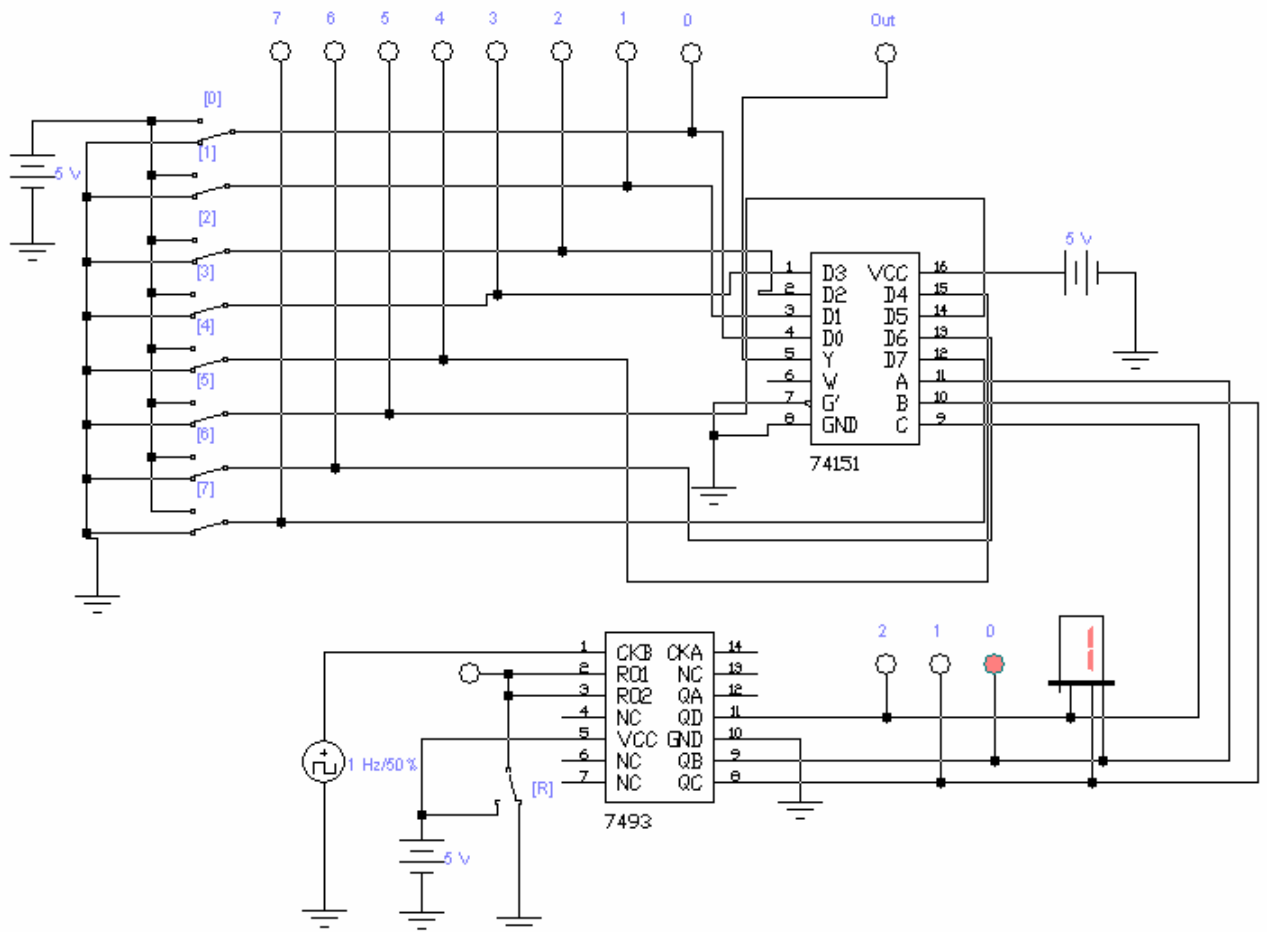 7 6 5 4 3 2 1 0 Out
[0]
5 V
[1]
[2]
[3]
[4]
[5]
[6]
[7]
5 V
1 D3 VCC 16
2 D2 D4 15
3 D1 D5 14
4 D0 D6 13
5 Y D7 12
6 W A 11
7 G' B 10
8 GND C 9
74151
2 1 0
1
1 CKB CKA 14
2 RO1 NC 13
3 RO2 QA 12
4 NC QD 11
5 VCC GND 10
6 NC QB 9
7 NC QC 8
7493
1 Hz/50%
[R]
5 V